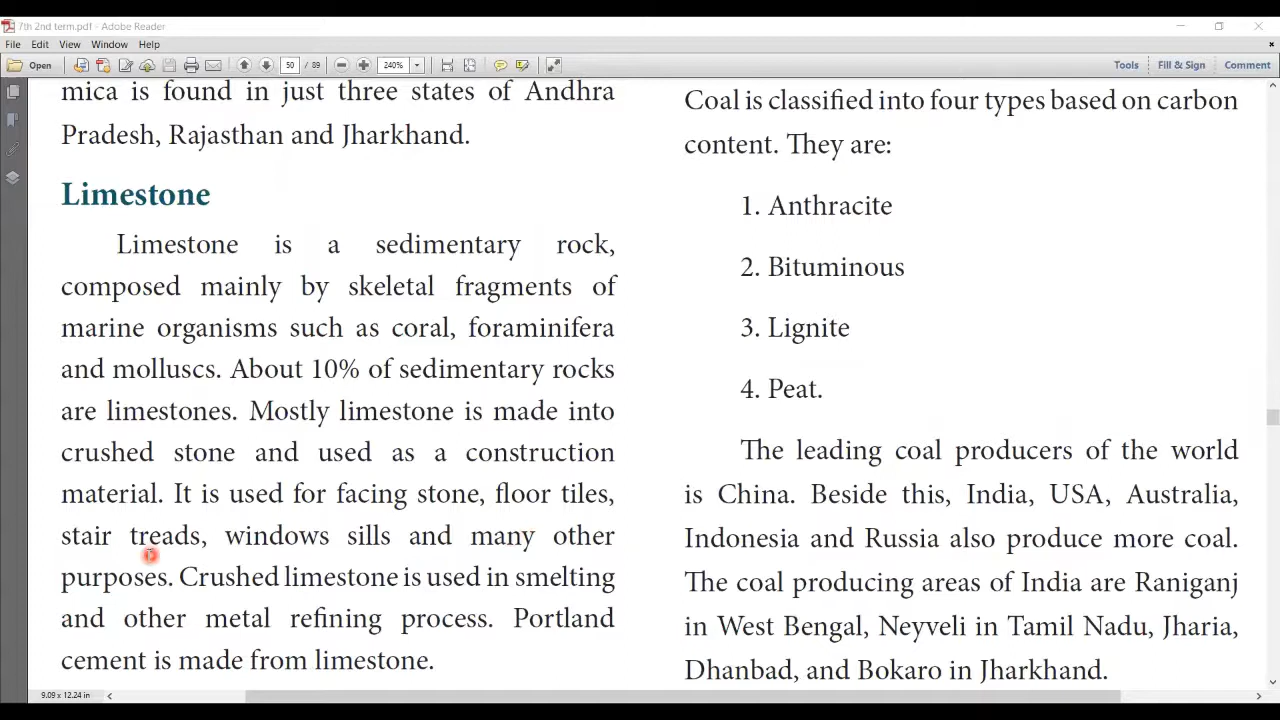 7th 2nd term.pdf - Adobe Reader
File Edit View Window Help
Open 50 / 89 240% Tools Fill & Sign Comment
mica is found in just three states of Andhra
Pradesh, Rajasthan and Jharkhand.
Limestone
Limestone is a sedimentary rock,
composed mainly by skeletal fragments of
marine organisms such as coral, foraminifera
and molluscs. About 10% of sedimentary rocks
are limestones. Mostly limestone is made into
crushed stone and used as a construction
material. It is used for facing stone, floor tiles,
stair treads, windows sills and many other
purposes. Crushed limestone is used in smelting
and other metal refining process. Portland
cement is made from limestone.
Coal is classified into four types based on carbon
content. They are:
1. Anthracite
2. Bituminous
3. Lignite
4. Peat.
The leading coal producers of the world
is China. Beside this, India, USA, Australia,
Indonesia and Russia also produce more coal.
The coal producing areas of India are Raniganj
in West Bengal, Neyveli in Tamil Nadu, Jharia,
Dhanbad, and Bokaro in Jharkhand.
9.09 x 12.24 in